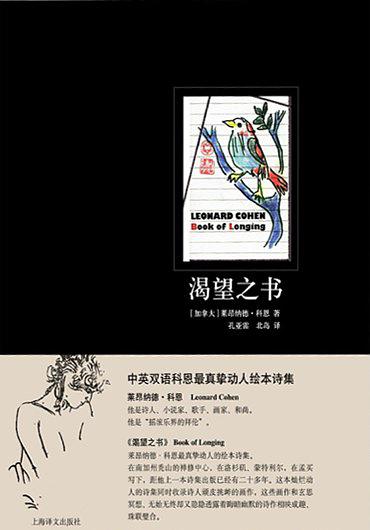 LEONARD COHEN
Book of Longing
渴望之书
[加拿大]莱昂纳德·科恩 著
孔亚雷 北岛 译
中英双语科恩最真挚动人绘本诗集
莱昂纳德·科恩 Leonard Cohen
他是诗人、小说家、歌手、画家、和尚。
他是“摇滚乐界的拜伦”。
《渴望之书》 Book of Longing
莱昂纳德·科恩最真挚动人的绘本诗集。
在南加州秃山的禅修中心，在洛杉矶、蒙特利尔，在孟买
写下，距他上一本诗集出版已经有二十多年。这本灿烂动
人的诗集同时收录诗人顽皮挑衅的画作，这些画作和玄思
冥想、无始无终却又隐隐透露着晦暗幽默的诗作相映成趣、
珠联璧合。
上海译文出版社